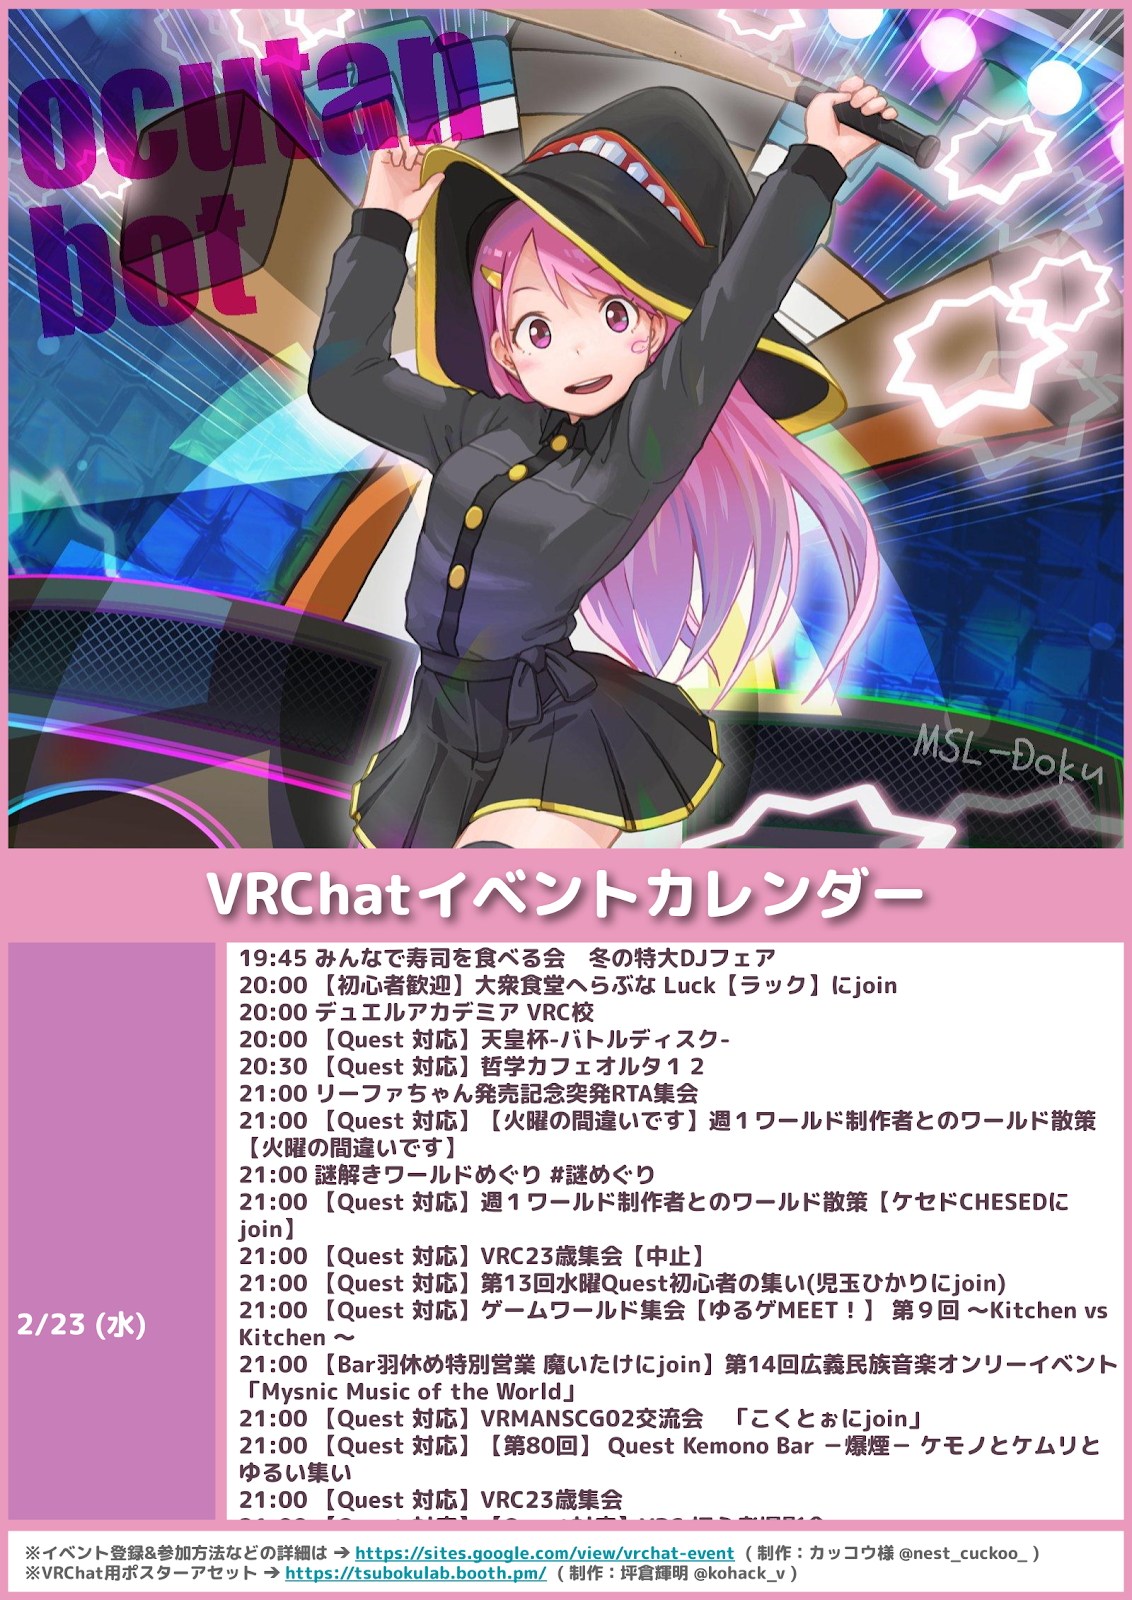 ocutan
bot
MSL-Doku
VRChatイベントカレンダー
2/23 (水)
19:45 みんなで寿司を食べる会　冬の特大DJフェア
20:00 【初心者歓迎】大衆食堂へらぶな Luck【ラック】にjoin
20:00 デュエルアカデミア VRC校
20:00 【Quest 対応】天皇杯-バトルディスク-
20:30 【Quest 対応】哲学カフェオルタ１２
21:00 リーファちゃん発売記念突発RTA集会
21:00 【Quest 対応】【火曜の間違いです】週１ワールド制作者とのワールド散策
【火曜の間違いです】
21:00 謎解きワールドめぐり #謎めぐり
21:00 【Quest 対応】週１ワールド制作者とのワールド散策【ケセドCHESEDに
join】
21:00 【Quest 対応】VRC23歳集会【中止】
21:00 【Quest 対応】第13回水曜Quest初心者の集い(児玉ひかりにjoin)
21:00 【Quest 対応】ゲームワールド集会【ゆるゲMEET！】 第９回 ～Kitchen vs
Kitchen ～
21:00 【Bar羽休め特別営業 魔いたけにjoin】第14回広義民族音楽オンリーイベント
「Mysnic Music of the World」
21:00 【Quest 対応】VRMANSCG02交流会　「こくとぉにjoin」
21:00 【Quest 対応】【第80回】 Quest Kemono Bar －爆煙－ ケモノとケムリと
ゆるい集い
21:00 【Quest 対応】VRC23歳集会
※イベント登録&参加方法などの詳細は → https://sites.google.com/view/vrchat-event ( 制作：カッコウ様 @nest_cuckoo_ )
※VRChat用ポスターアセット → https://tsubokulab.booth.pm/ ( 制作：坪倉輝明 @kohack_v )